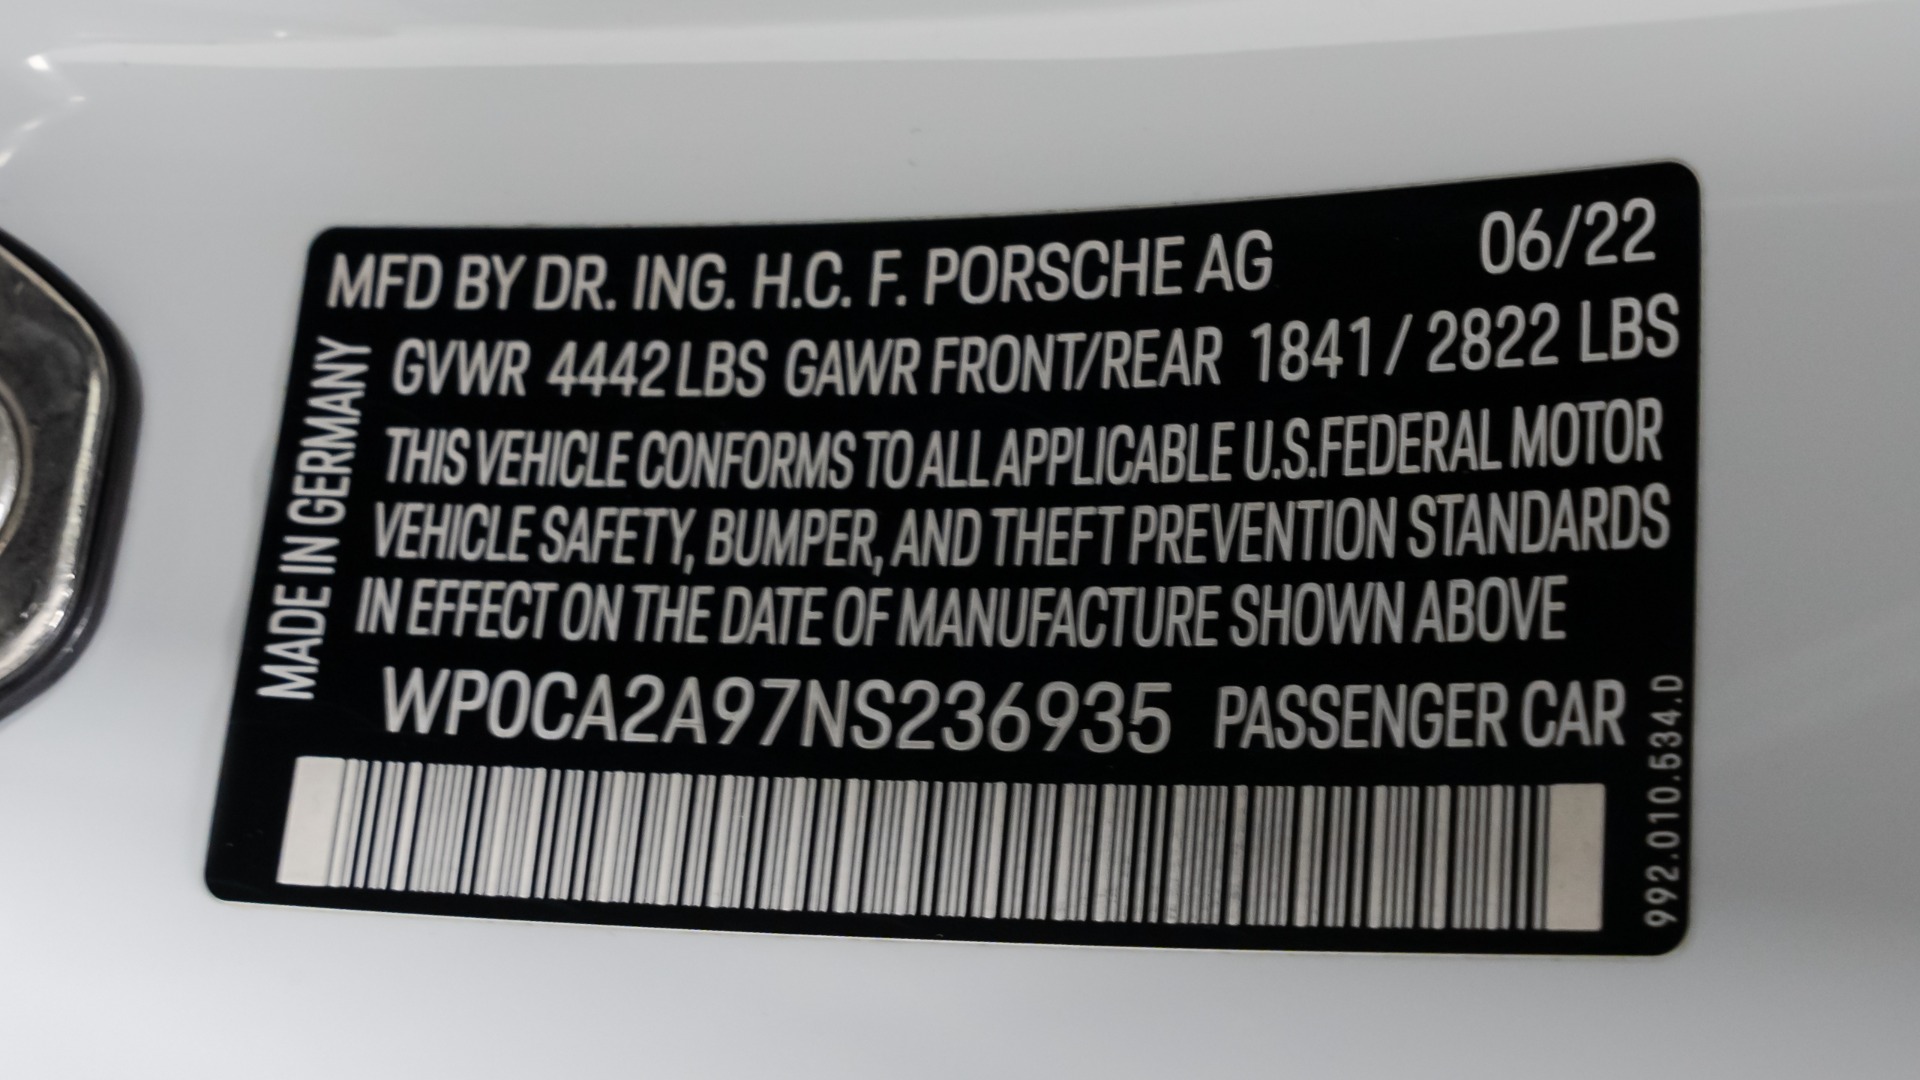 MFD BY DR. ING. H.C. F. PORSCHE AG 06/22
GVWR 4442 LBS GAWR FRONT/REAR 1841 / 2822 LBS
THIS VEHICLE CONFORMS TO ALL APPLICABLE U.S. FEDERAL MOTOR
VEHICLE SAFETY, BUMPER, AND THEFT PREVENTION STANDARDS
IN EFFECT ON THE DATE OF MANUFACTURE SHOWN ABOVE
WP0CA2A97NS236935 PASSENGER CAR
MADE IN GERMANY
992.010.534.D